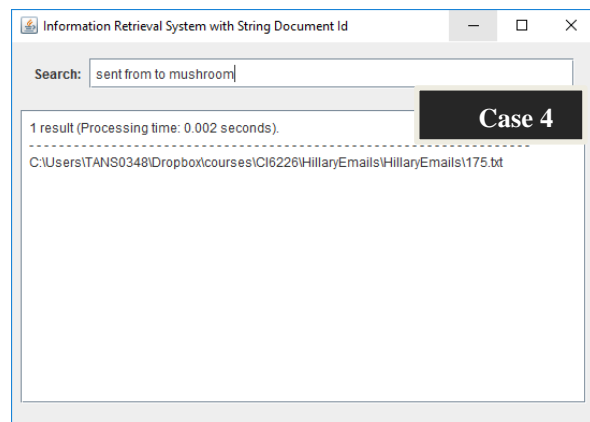 Information Retrieval System with String Document Id
Search: sent from to mushroom
Case 4
1 result (Processing time: 0.002 seconds).
C:\Users\TANS0348\Dropbox\courses\CI6226\HillaryEmails\HillaryEmails\175.txt